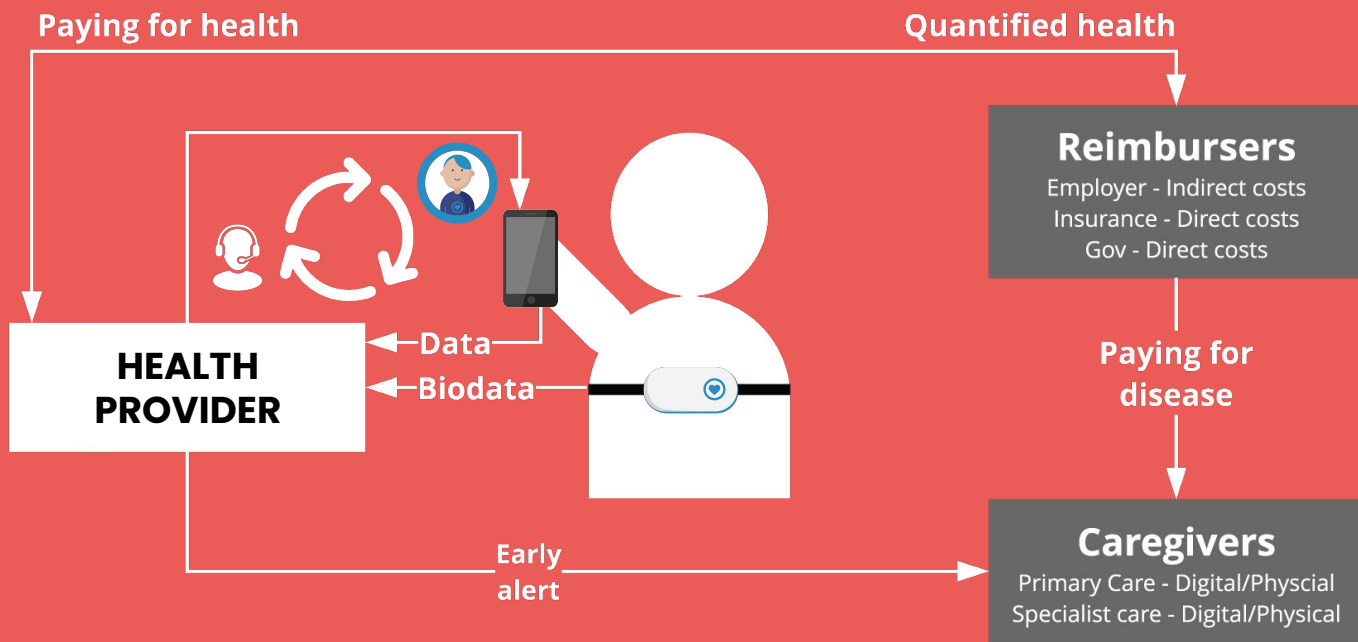 Paying for health
Quantified health
Reimbursers
Employer - Indirect costs
Insurance - Direct costs
Gov - Direct costs
HEALTH
PROVIDER
Data
Biodata
Paying for
disease
Early
alert
Caregivers
Primary Care - Digital/Physcial
Specialist care - Digital/Physical